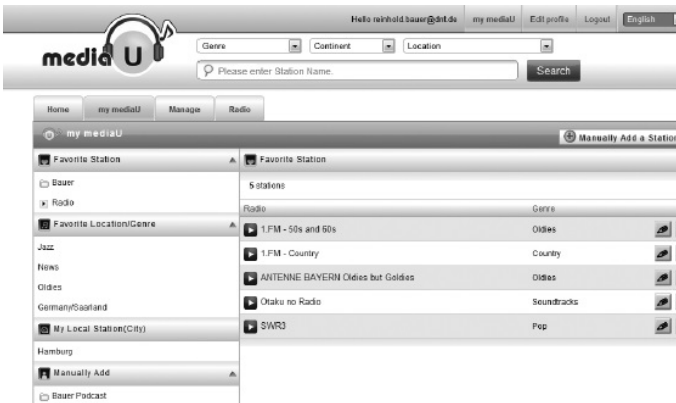 Hello reinhold.bauer@dnt.de my mediaU Edit profile Logout English
media U
Genre Continent Location
Please enter Station Name. Search
Home my mediaU Manage Radio
my mediaU
Manually Add a Station
Favorite Station
Bauer
Radio
Favorite Location/Genre
Jazz
News
Oldies
Germany/Saarland
My Local Station(City)
Hamburg
Manually Add
Bauer Podcast
Favorite Station
5 stations
Radio Genre
1.FM - 50s and 60s Oldies
1.FM - Country Country
ANTENNE BAYERN Oldies but Goldies Oldies
Otaku no Radio Soundtracks
SWR3 Pop